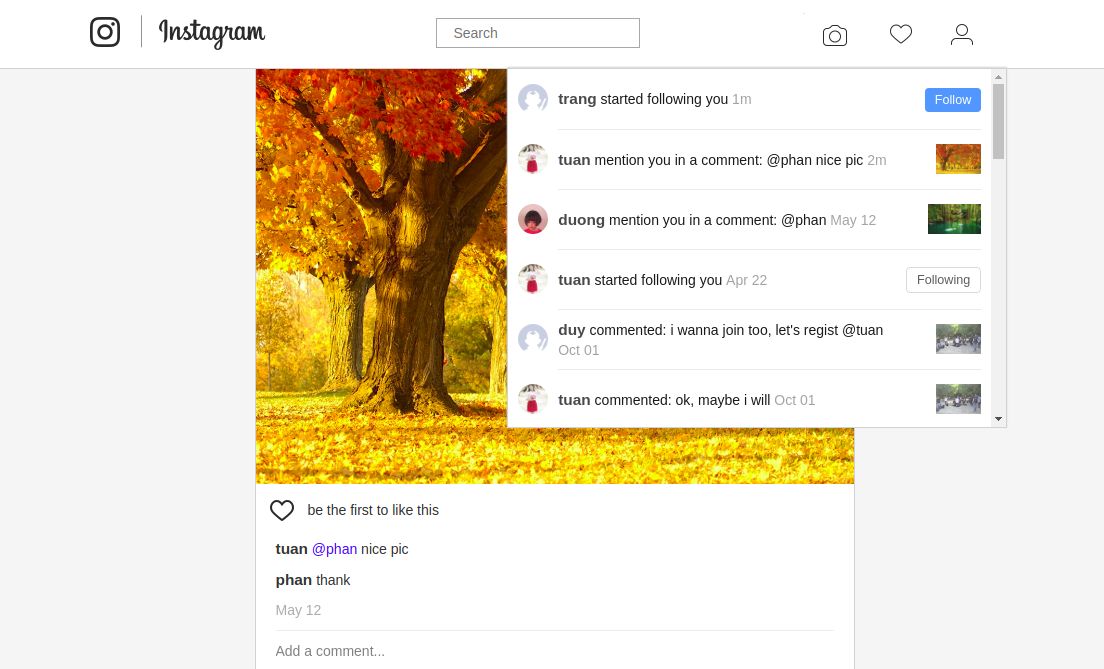 Instagram
Search
trang started following you 1m
Follow
tuan mention you in a comment: @phan nice pic 2m
duong mention you in a comment: @phan May 12
tuan started following you Apr 22
Following
duy commented: i wanna join too, let's regist @tuan
Oct 01
tuan commented: ok, maybe i will Oct 01
be the first to like this
tuan @phan nice pic
phan thank
May 12
Add a comment...